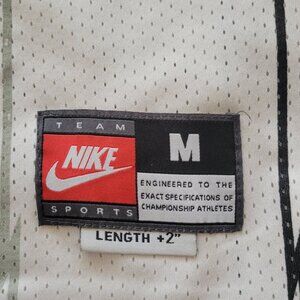 TEAM
NIKE
SPORTS
M
ENGINEERED TO THE
EXACT SPECIFICATIONS OF
CHAMPIONSHIP ATHLETES
LENGTH +2"